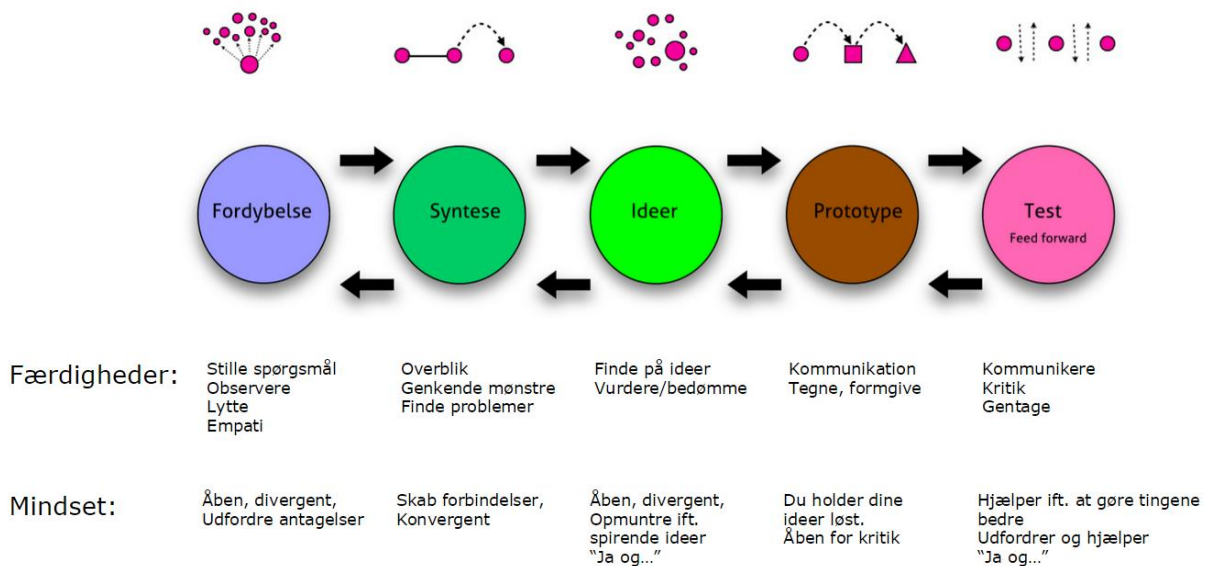 Fordybelse
Syntese
Ideer
Prototype
Test
Feed forward
Færdigheder:
Stille spørgsmål
Observere
Lytte
Empati
Overblik
Genkende mønstre
Finde problemer
Finde på ideer
Vurdere/bedømme
Kommunikation
Tegne, formgive
Kommunikere
Kritik
Gentage
Mindset:
Åben, divergent,
Udfordre antagelser
Skab forbindelser,
Konvergent
Åben, divergent,
Opmuntre ift.
spirende ideer
“Ja og…”
Du holder dine
ideer løst.
Åben for kritik
Hjælper ift. at gøre tingene
bedre
Udfordrer og hjælper
“Ja og…”